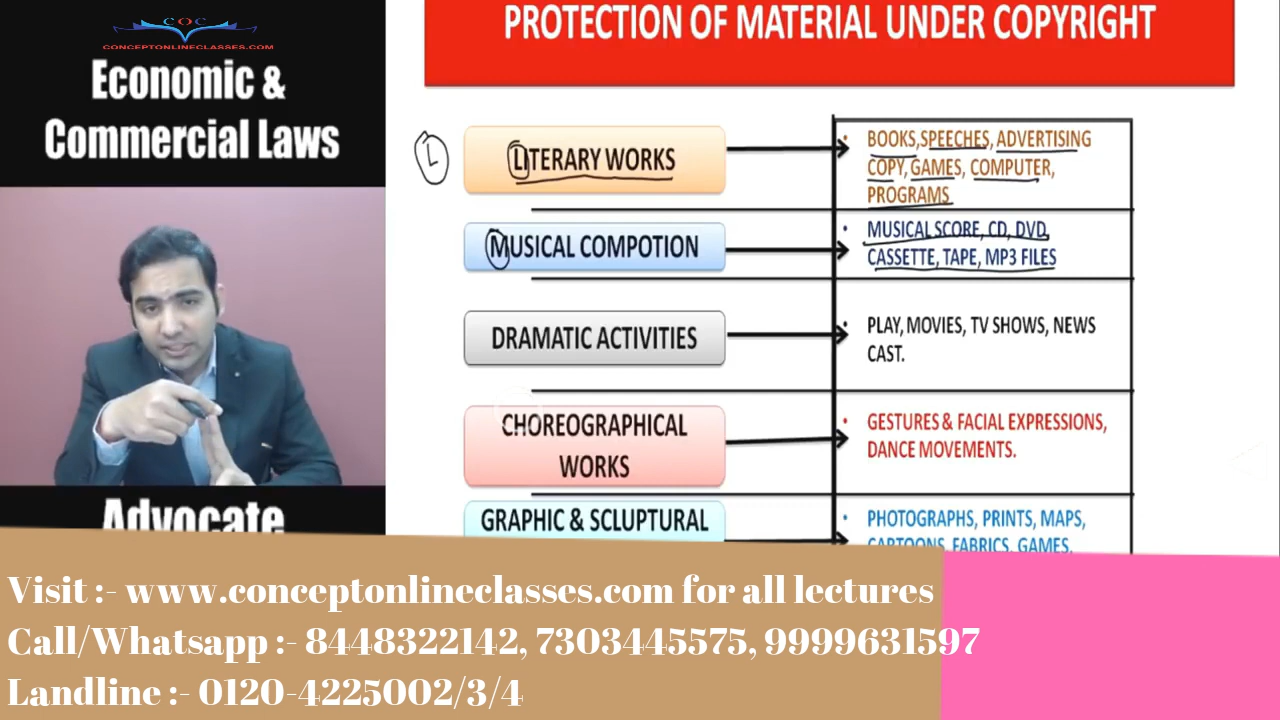 COC
CONCEPTONLINECLASSES.COM
Economic &
Commercial Laws
Advocate
PROTECTION OF MATERIAL UNDER COPYRIGHT
L
LITERARY WORKS
• BOOKS,SPEECHES, ADVERTISING
COPY, GAMES, COMPUTER,
PROGRAMS
MUSICAL COMPOTION
• MUSICAL SCORE, CD, DVD,
CASSETTE, TAPE, MP3 FILES
DRAMATIC ACTIVITIES
• PLAY, MOVIES, TV SHOWS, NEWS
CAST.
CHOREOGRAPHICAL
WORKS
• GESTURES & FACIAL EXPRESSIONS,
DANCE MOVEMENTS.
GRAPHIC & SCLUPTURAL
• PHOTOGRAPHS, PRINTS, MAPS,
CARTOONS, FABRICS, GAMES,
Visit :- www.conceptonlineclasses.com for all lectures
Call/Whatsapp :- 8448322142, 7303445575, 9999631597
Landline :- 0120-4225002/3/4